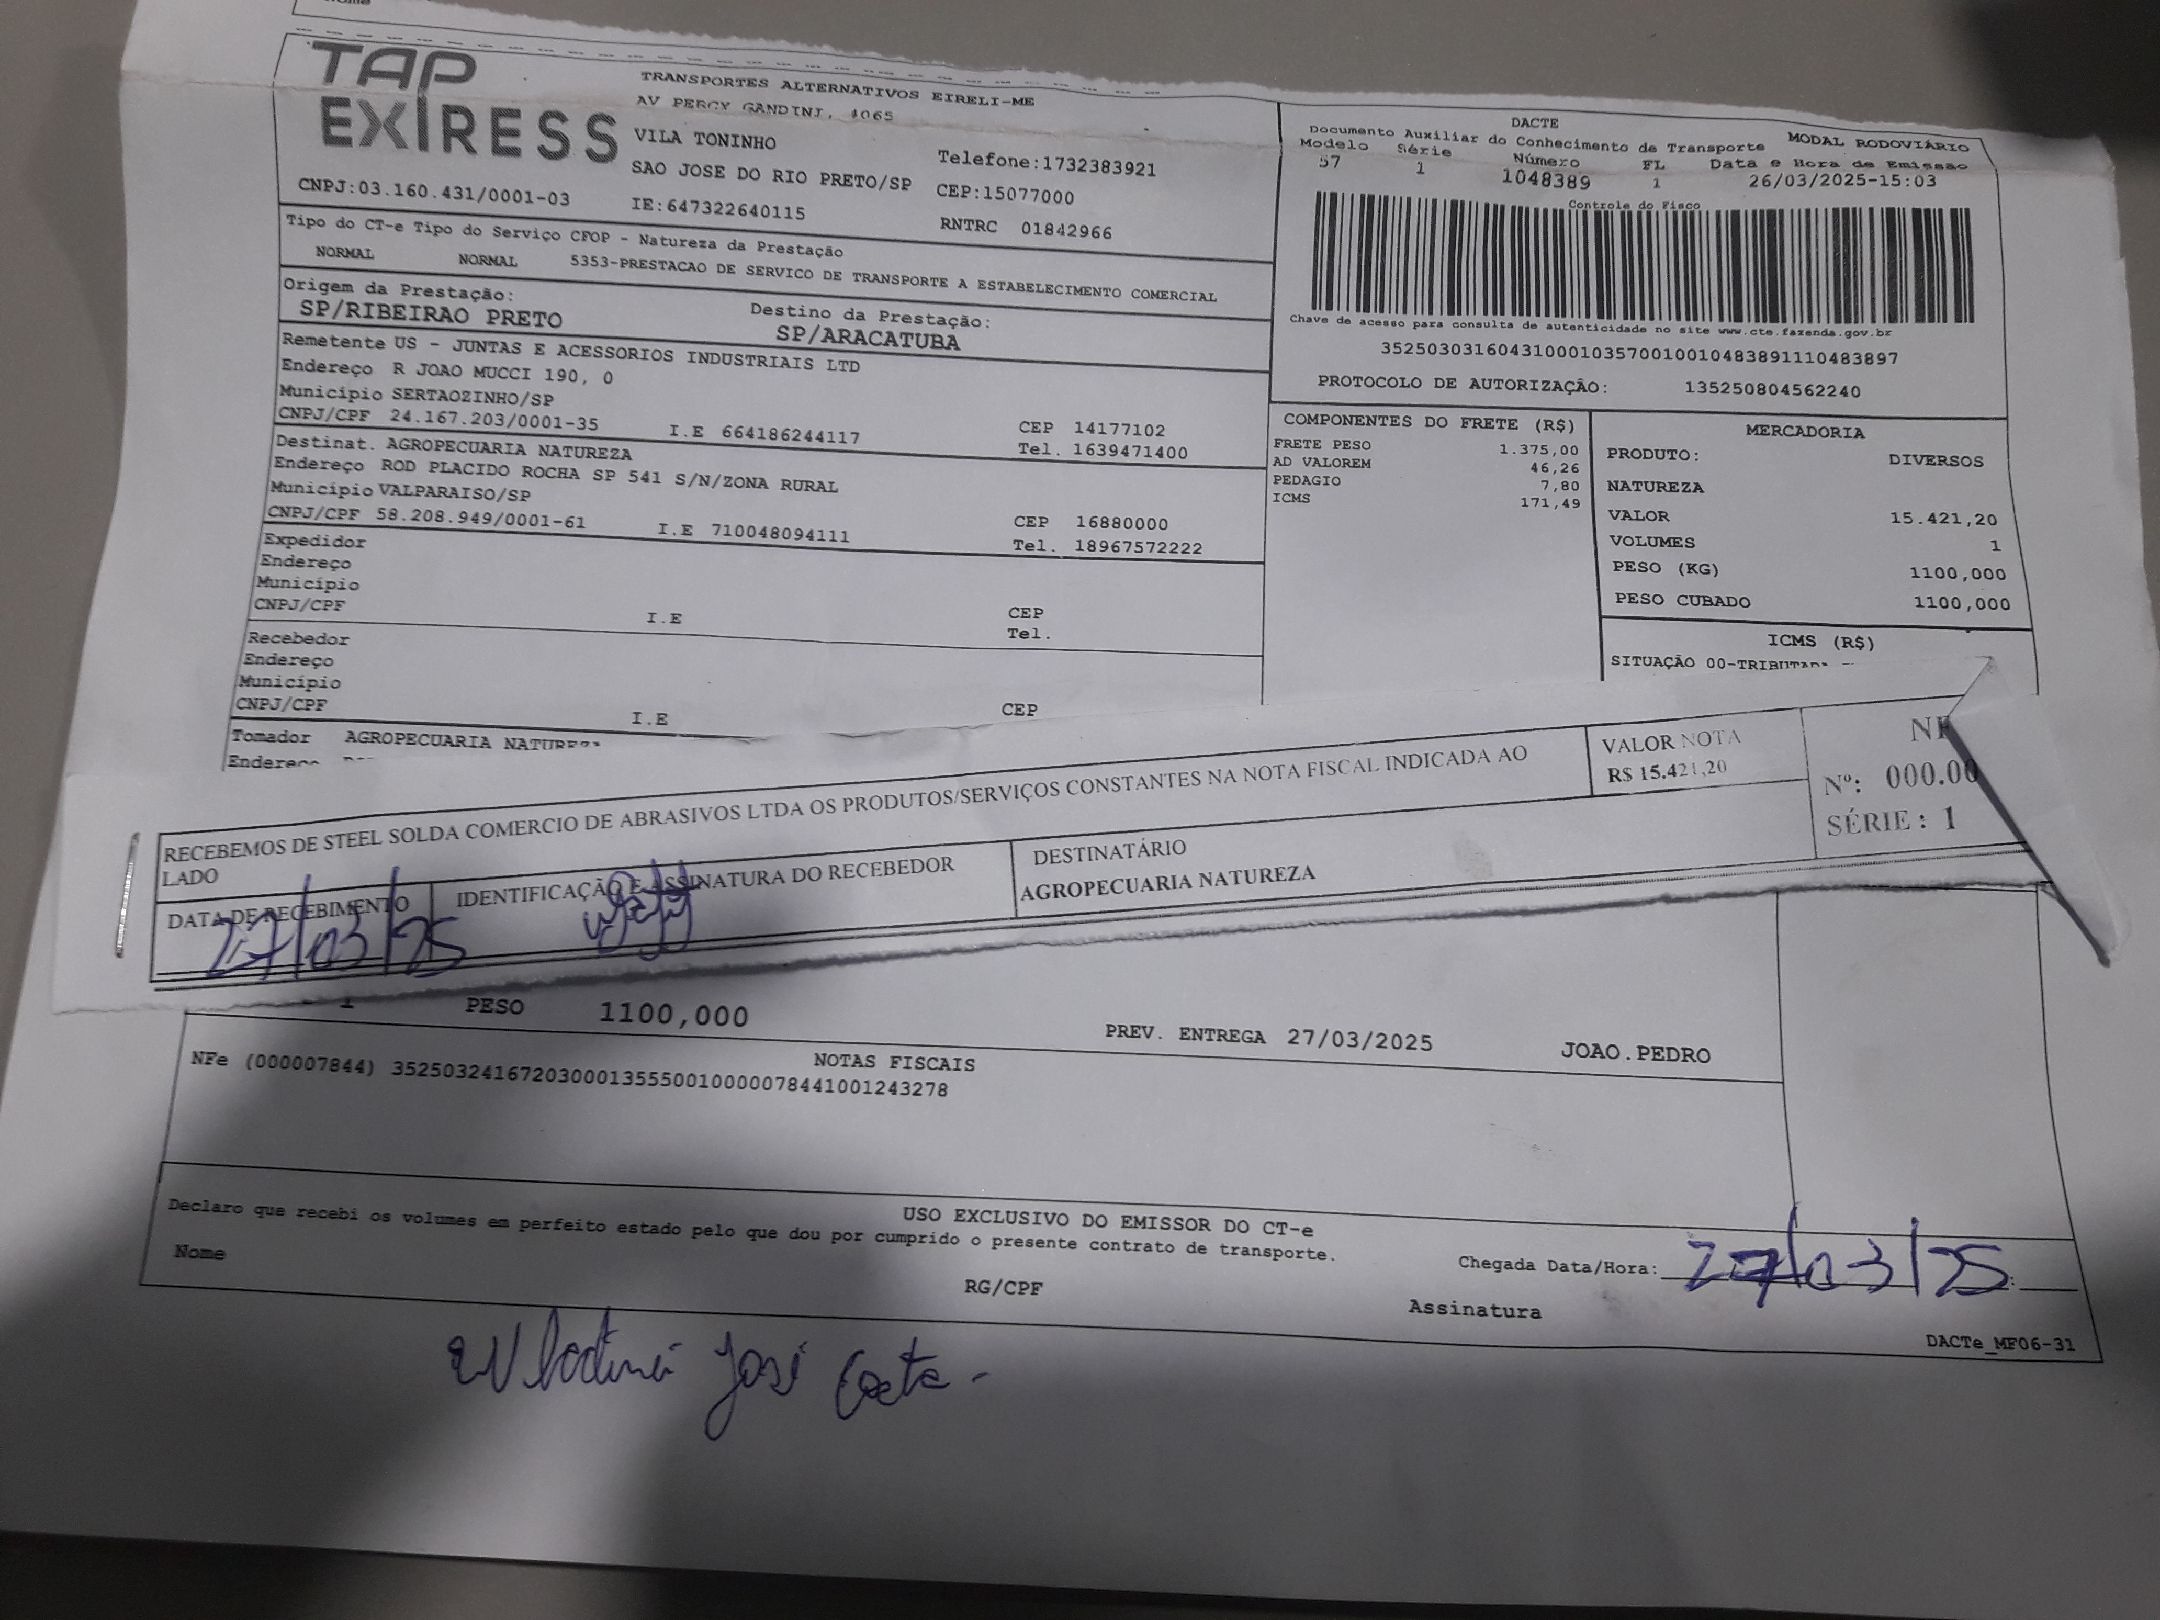 TAP
EXIRESS
TRANSPORTES ALTERNATIVOS EIRELI-ME
AV PERCY GANDINI, 1065
VILA TONINHO
SAO JOSE DO RIO PRETO/SP
Telefone:1732383921
CEP:15077000
CNPJ:03.160.431/0001-03
IE:647322640115
RNTRC 01842966
DACTE
Documento Auxiliar do Conhecimento de Transporte
MODAL RODOVIÁRIO
Modelo Série Número FL Data e Hora de Emissão
57 1 1048389 1 26/03/2025-15:03
Controle do Fisco
Chave de acesso para consulta de autenticidade no site www.cte.fazenda.gov.br
35250303160431000103570010010483891110483897
PROTOCOLO DE AUTORIZAÇÃO: 135250804562240
Tipo do CT-e Tipo do Serviço CFOP - Natureza da Prestação
NORMAL NORMAL 5353-PRESTACAO DE SERVICO DE TRANSPORTE A ESTABELECIMENTO COMERCIAL
Origem da Prestação: Destino da Prestação:
SP/RIBEIRAO PRETO SP/ARACATUBA
Remetente US - JUNTAS E ACESSORIOS INDUSTRIAIS LTD
Endereço R JOAO MUCCI 190, 0
Município SERTAOZINHO/SP CEP 14177102
CNPJ/CPF 24.167.203/0001-35 I.E 664186244117 Tel. 1639471400
Destinat. AGROPECUARIA NATUREZA
Endereço ROD PLACIDO ROCHA SP 541 S/N/ZONA RURAL
Município VALPARAISO/SP CEP 16880000
CNPJ/CPF 58.208.949/0001-61 I.E 710048094111 Tel. 18967572222
Expedidor
Endereço
Município CEP
CNPJ/CPF I.E Tel.
Recebedor
Endereço
Município CEP
CNPJ/CPF I.E
Tomador AGROPECUARIA NATUREZA
Endereço
COMPONENTES DO FRETE (R$)
FRETE PESO 1.375,00
AD VALOREM 46,26
PEDAGIO 7,80
ICMS 171,49
MERCADORIA
PRODUTO: DIVERSOS
NATUREZA
VALOR 15.421,20
VOLUMES 1
PESO (KG) 1100,000
PESO CUBADO 1100,000
ICMS (R$)
SITUAÇÃO 00-TRIBUTA
RECEBEMOS DE STEEL SOLDA COMERCIO DE ABRASIVOS LTDA OS PRODUTOS/SERVIÇOS CONSTANTES NA NOTA FISCAL INDICADA AO
LADO
VALOR NOTA
R$ 15.421,20
NF
Nº: 000.00
SÉRIE: 1
DATA DE RECEBIMENTO
27/03/25
IDENTIFICAÇÃO E ASSINATURA DO RECEBEDOR
DESTINATÁRIO
AGROPECUARIA NATUREZA
1 PESO 1100,000
PREV. ENTREGA 27/03/2025 JOAO.PEDRO
NOTAS FISCAIS
NFe (000007844) 35250324167203000135550010000078441001243278
USO EXCLUSIVO DO EMISSOR DO CT-e
Declaro que recebi os volumes em perfeito estado pelo que dou por cumprido o presente contrato de transporte.
Chegada Data/Hora: 27/03/25
Nome RG/CPF Assinatura
DACTe_MF06-31
José